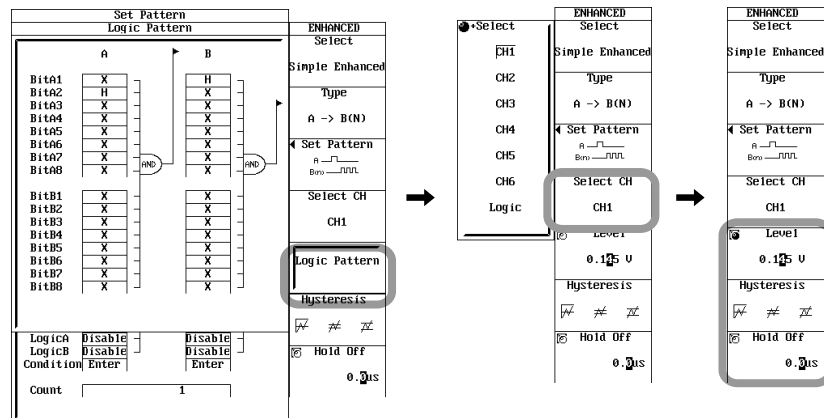 Set Pattern
Logic Pattern
A B
BitA1 X H
BitA2 H X
BitA3 X X
BitA4 X X
BitA5 X X
BitA6 X X
BitA7 X X
BitA8 X X
AND AND
BitB1 X X
BitB2 X X
BitB3 X X
BitB4 X X
BitB5 X X
BitB6 X X
BitB7 X X
BitB8 X X
LogicA Disable Disable
LogicB Disable Disable
Condition Enter Enter
Count 1
ENHANCED
Select
Simple Enhanced
Type
A -> B(N)
Set Pattern
A
B(n)
Select CH
CH1
Logic Pattern
Hysteresis
Hold Off
0.0us
Select
CH1
CH2
CH3
CH4
CH5
CH6
Logic
ENHANCED
Select
Simple Enhanced
Type
A -> B(N)
Set Pattern
A
B(n)
Select CH
CH1
Level
0.145 V
Hysteresis
Hold Off
0.0us
ENHANCED
Select
Simple Enhanced
Type
A -> B(N)
Set Pattern
A
B(n)
Select CH
CH1
Level
0.145 V
Hysteresis
Hold Off
0.0us